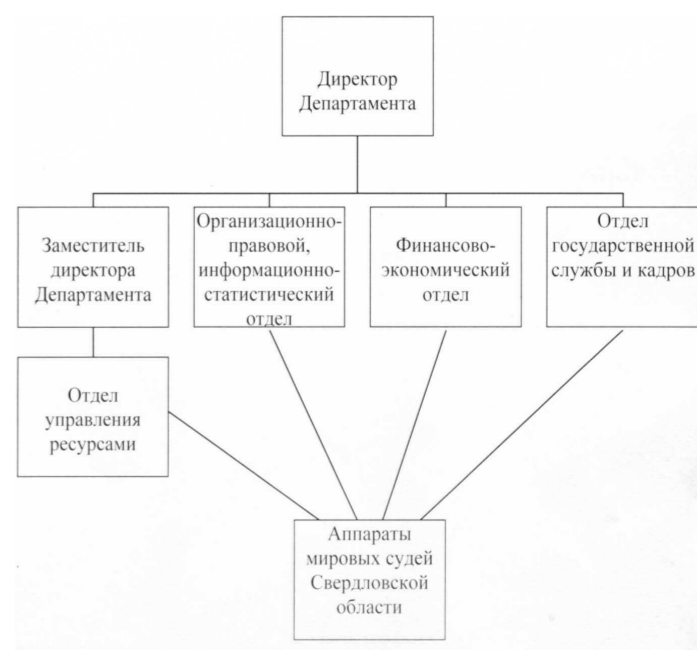 Директор
Департамента
Заместитель
директора
Департамента
Организационно-
правовой,
информационно-
статистический
отдел
Финансово-
экономический
отдел
Отдел
государственной
службы и кадров
Отдел
управления
ресурсами
Аппараты
мировых судей
Свердловской
области